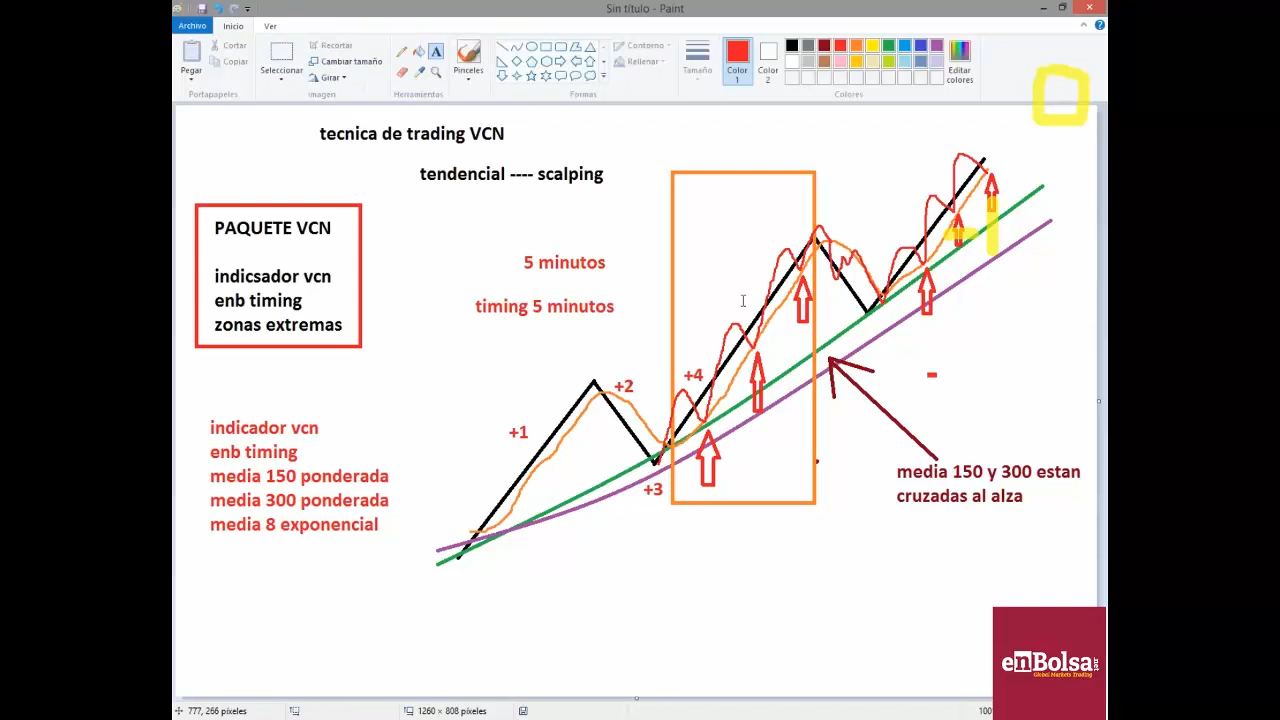 Sin título - Paint
Archivo Inicio Ver
Pegar
Cortar
Copiar
Portapapeles
Seleccionar
Recortar
Cambiar tamaño
Girar
Imagen
Herramientas
Pinceles
Formas
Contorno
Rellenar
Tamaño
Color 1
Color 2
Editar colores
Colores
tecnica de trading VCN
tendencial ---- scalping
PAQUETE VCN
indicsador vcn
enb timing
zonas extremas
5 minutos
timing 5 minutos
+1
+2
+3
+4
-
indicador vcn
enb timing
media 150 ponderada
media 300 ponderada
media 8 exponencial
media 150 y 300 estan
cruzadas al alza
enBolsa.net
Global Markets Trading
777, 266 píxeles
1260 × 808 píxeles
100